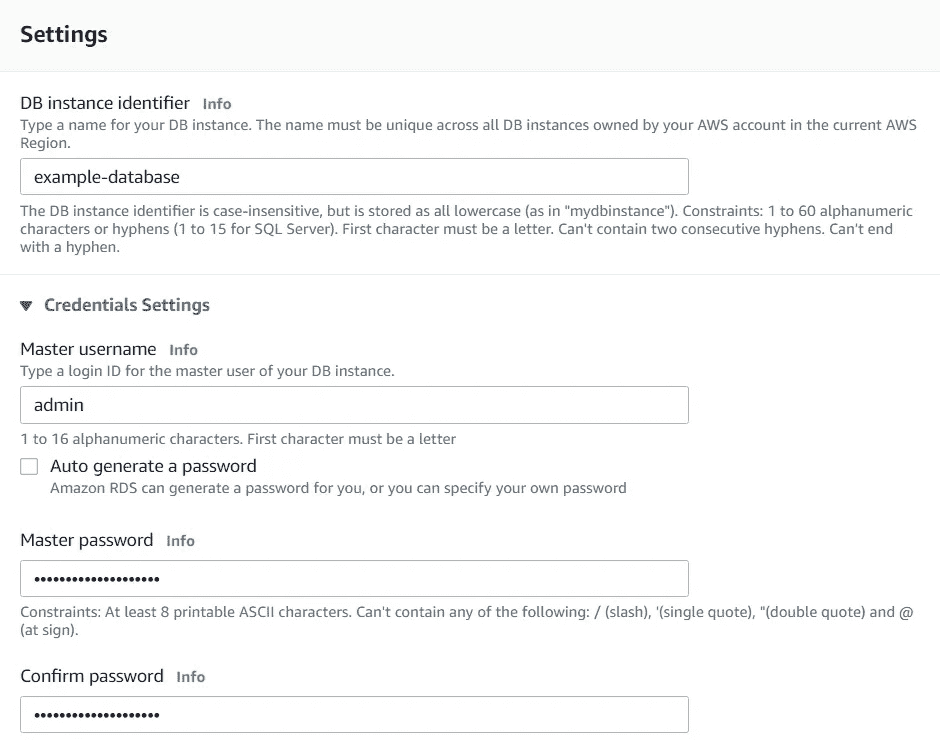 Settings
DB instance identifier Info
Type a name for your DB instance. The name must be unique across all DB instances owned by your AWS account in the current AWS
Region.
example-database
The DB instance identifier is case-insensitive, but is stored as all lowercase (as in "mydbinstance"). Constraints: 1 to 60 alphanumeric
characters or hyphens (1 to 15 for SQL Server). First character must be a letter. Can't contain two consecutive hyphens. Can't end
with a hyphen.
Credentials Settings
Master username Info
Type a login ID for the master user of your DB instance.
admin
1 to 16 alphanumeric characters. First character must be a letter
Auto generate a password
Amazon RDS can generate a password for you, or you can specify your own password
Master password Info
••••••••••••••••••••
Constraints: At least 8 printable ASCII characters. Can't contain any of the following: / (slash), '(single quote), "(double quote) and @
(at sign).
Confirm password Info
••••••••••••••••••••